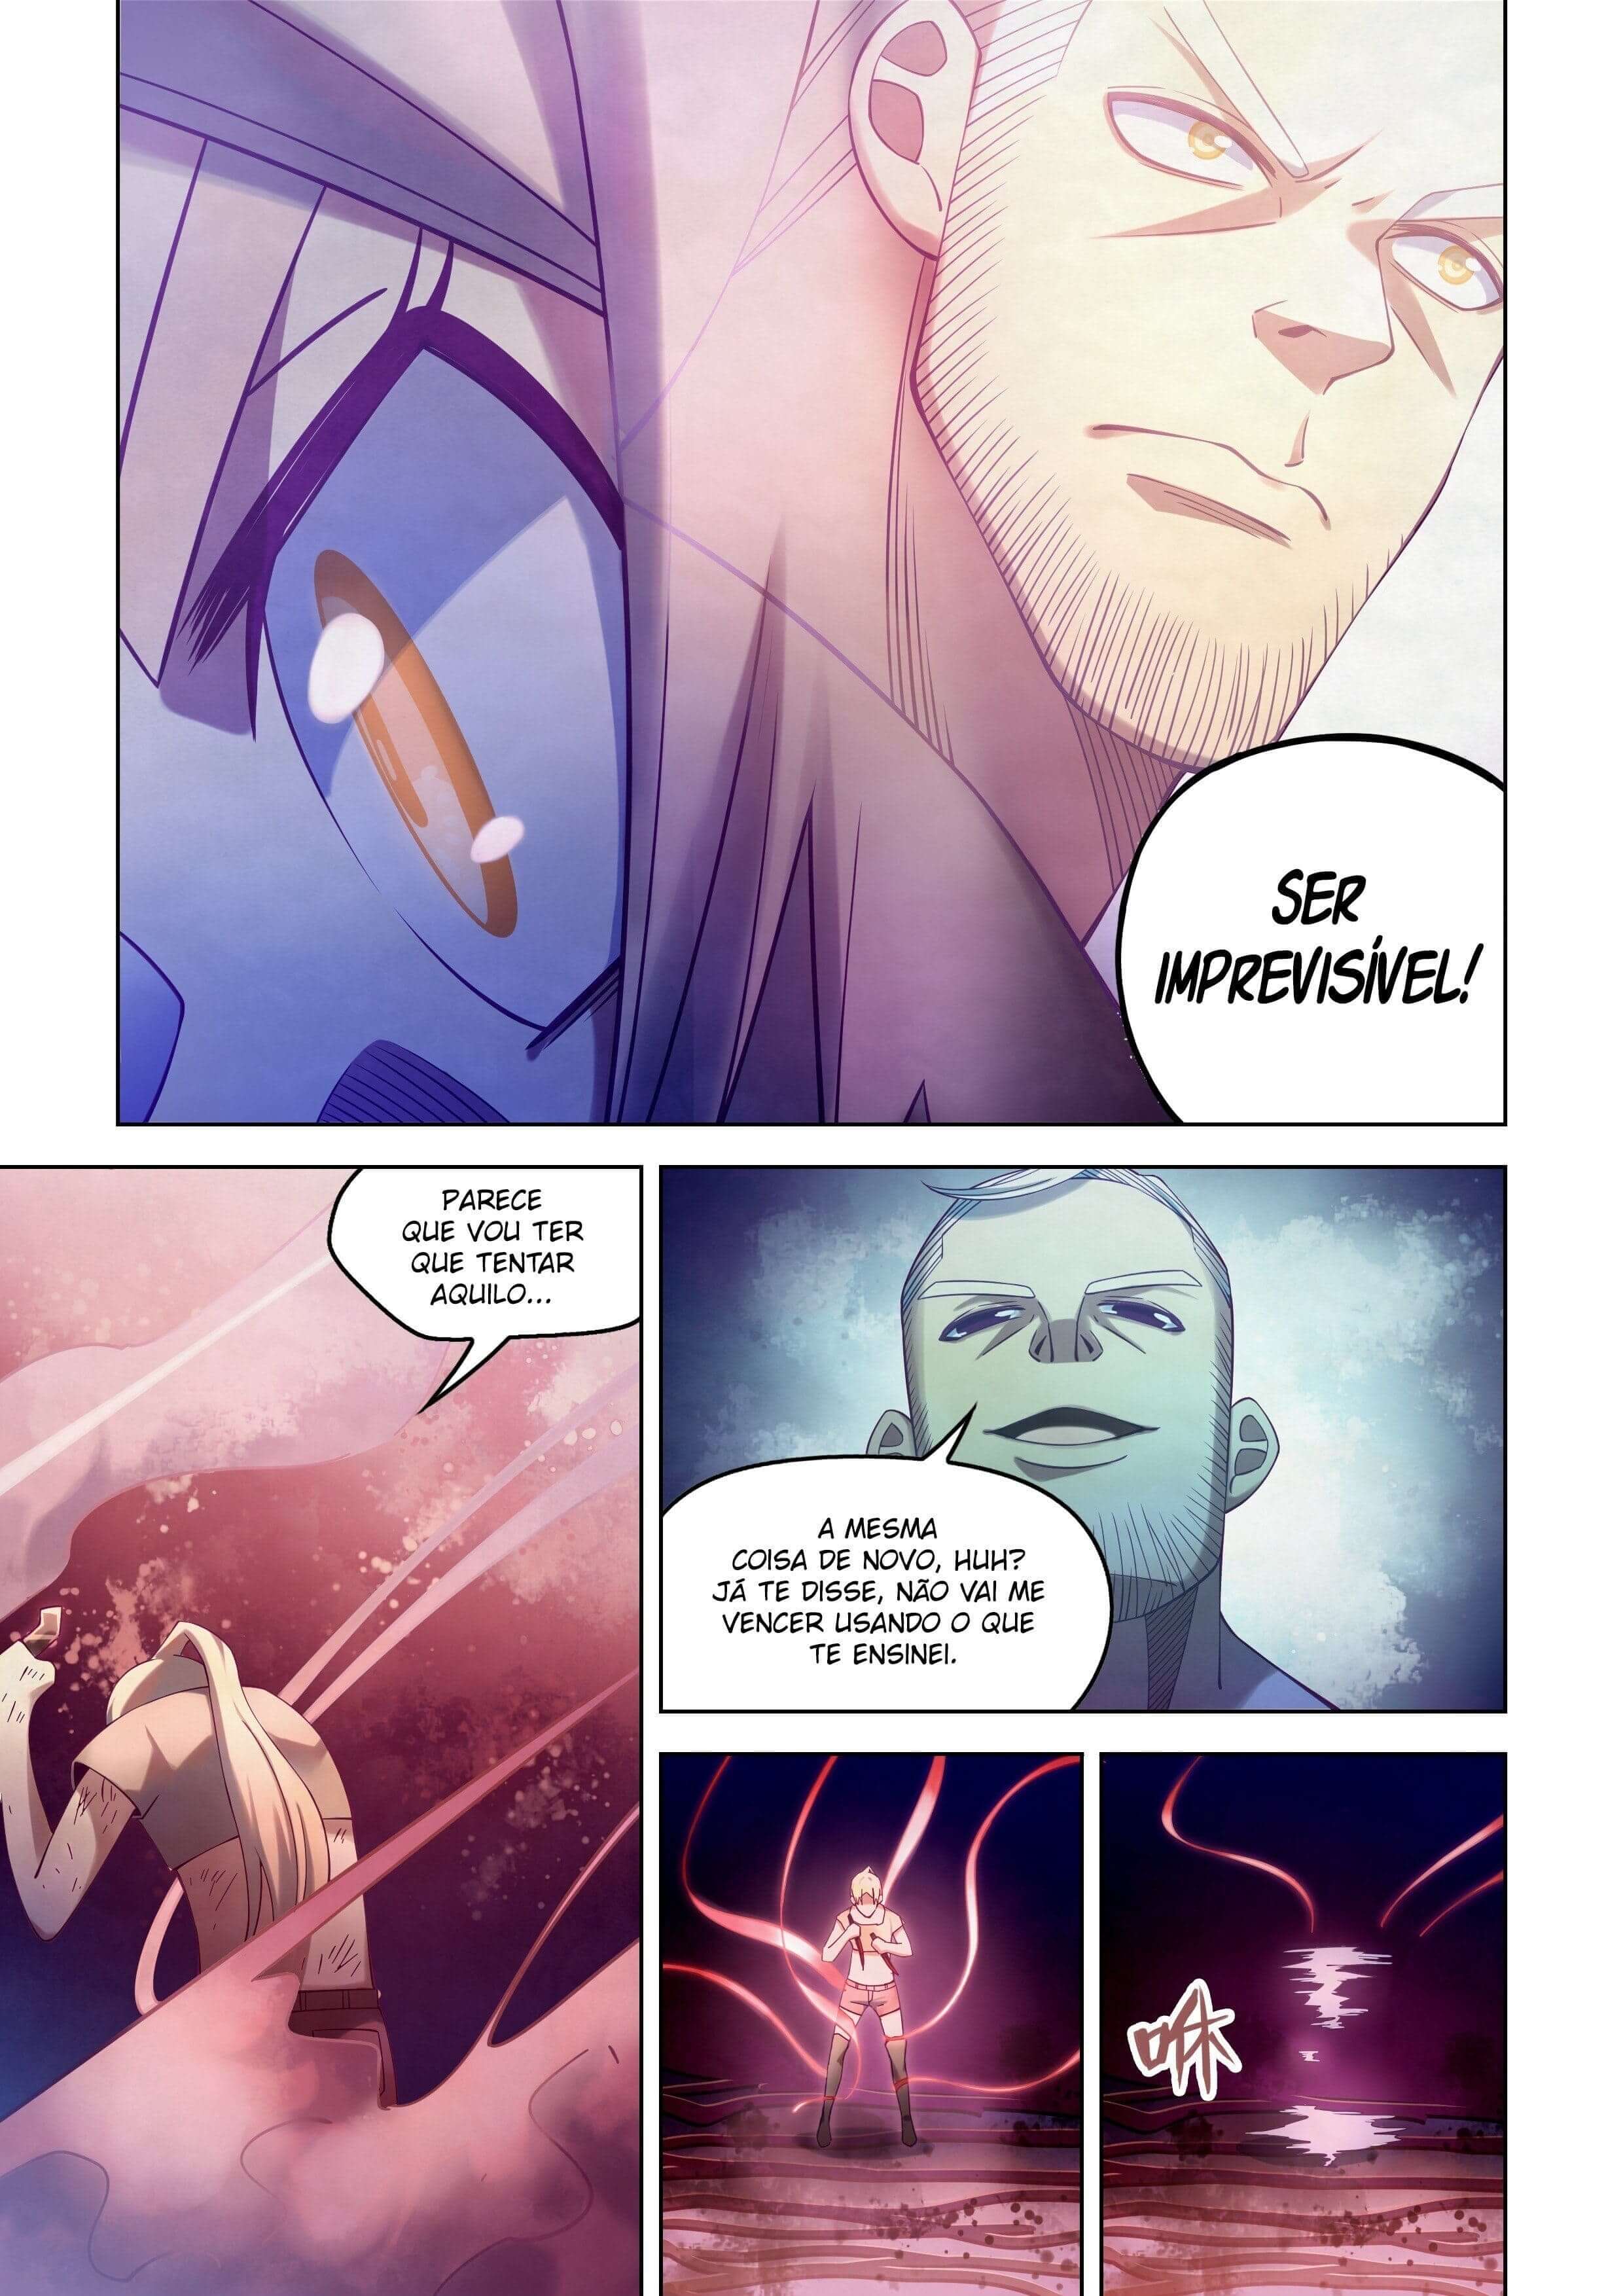 SER
IMPREVISÍVEL!
PARECE
QUE VOU TER
QUE TENTAR
AQUILO...
A MESMA
COISA DE NOVO, HUH?
JÁ TE DISSE, NÃO VAI ME
VENCER USANDO O QUE
TE ENSINEI.
咻